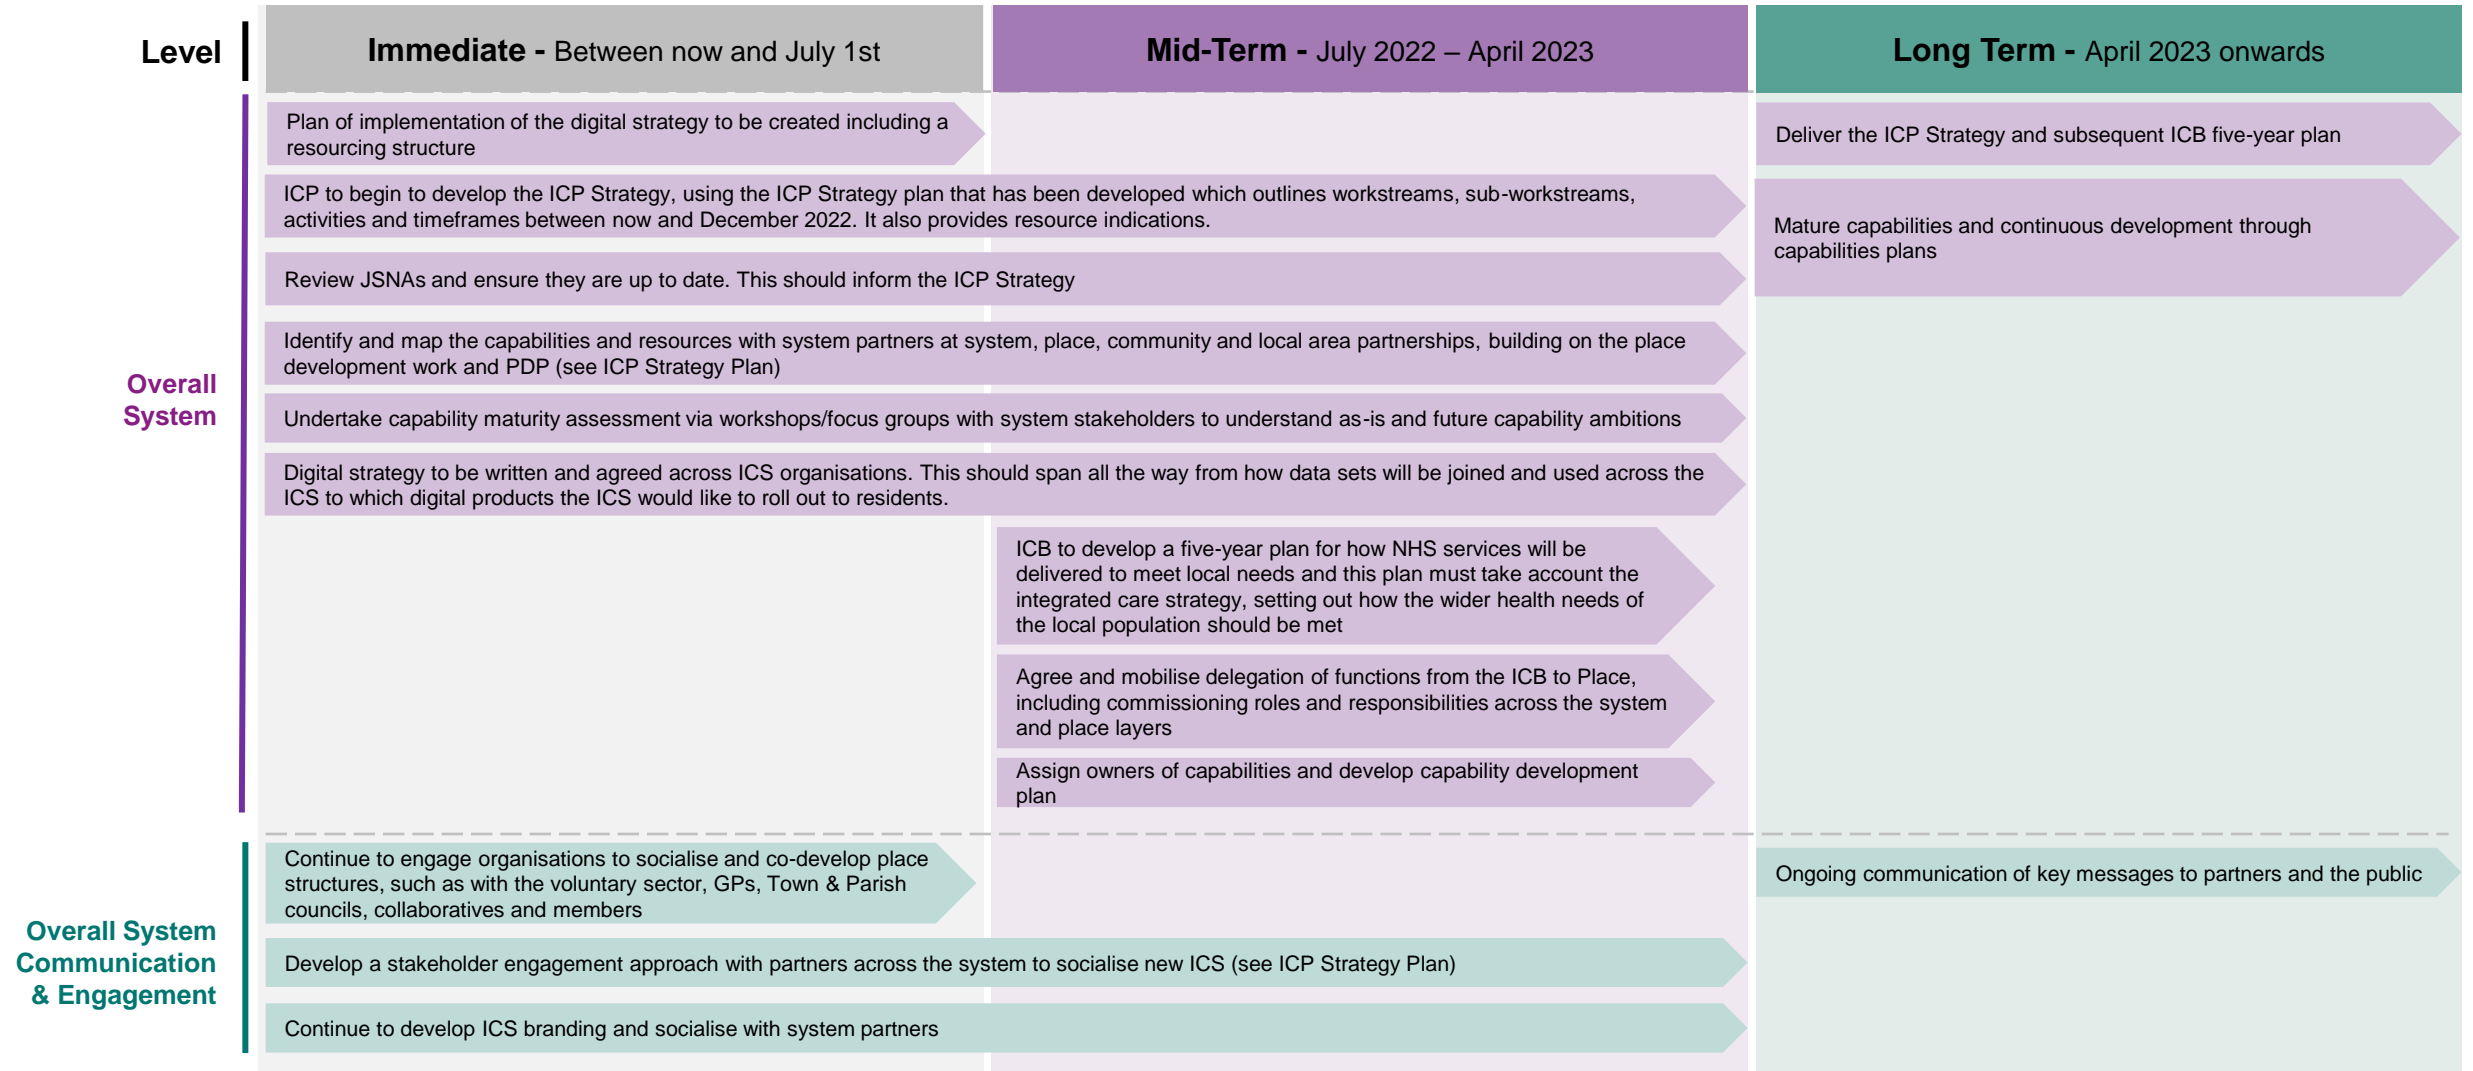 Level
Immediate - Between now and July 1st
Mid-Term - July 2022 – April 2023
Long Term - April 2023 onwards
Overall
System
Plan of implementation of the digital strategy to be created including a
resourcing structure
ICP to begin to develop the ICP Strategy, using the ICP Strategy plan that has been developed which outlines workstreams, sub-workstreams,
activities and timeframes between now and December 2022. It also provides resource indications.
Review JSNAs and ensure they are up to date. This should inform the ICP Strategy
Identify and map the capabilities and resources with system partners at system, place, community and local area partnerships, building on the place
development work and PDP (see ICP Strategy Plan)
Undertake capability maturity assessment via workshops/focus groups with system stakeholders to understand as-is and future capability ambitions
Digital strategy to be written and agreed across ICS organisations. This should span all the way from how data sets will be joined and used across the
ICS to which digital products the ICS would like to roll out to residents.
ICB to develop a five-year plan for how NHS services will be
delivered to meet local needs and this plan must take account the
integrated care strategy, setting out how the wider health needs of
the local population should be met
Agree and mobilise delegation of functions from the ICB to Place,
including commissioning roles and responsibilities across the system
and place layers
Assign owners of capabilities and develop capability development
plan
Deliver the ICP Strategy and subsequent ICB five-year plan
Mature capabilities and continuous development through
capabilities plans
Overall System
Communication
& Engagement
Continue to engage organisations to socialise and co-develop place
structures, such as with the voluntary sector, GPs, Town & Parish
councils, collaboratives and members
Develop a stakeholder engagement approach with partners across the system to socialise new ICS (see ICP Strategy Plan)
Continue to develop ICS branding and socialise with system partners
Ongoing communication of key messages to partners and the public